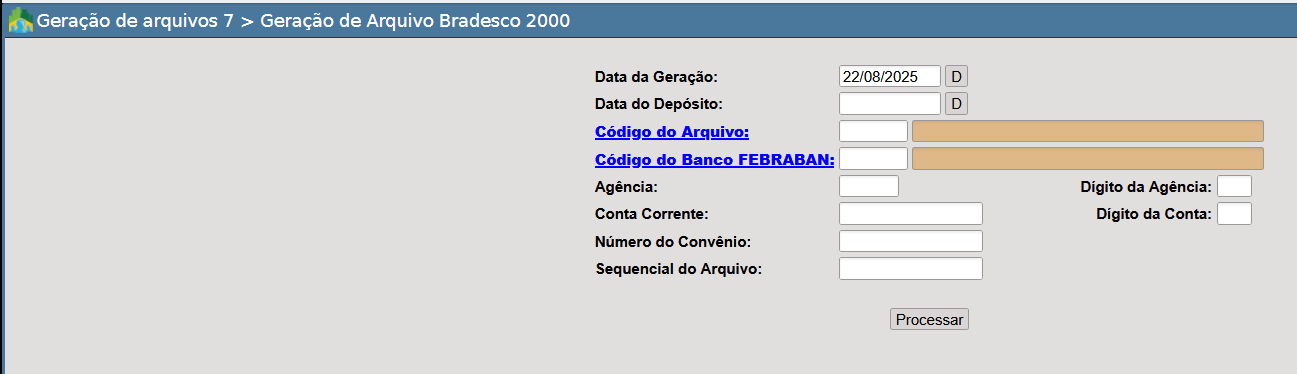 Geração de arquivos 7 > Geração de Arquivo Bradesco 2000
Data da Geração: 22/08/2025 D
Data do Depósito: D
Código do Arquivo:
Código do Banco FEBRABAN:
Agência: Dígito da Agência:
Conta Corrente: Dígito da Conta:
Número do Convênio:
Sequencial do Arquivo:
Processar